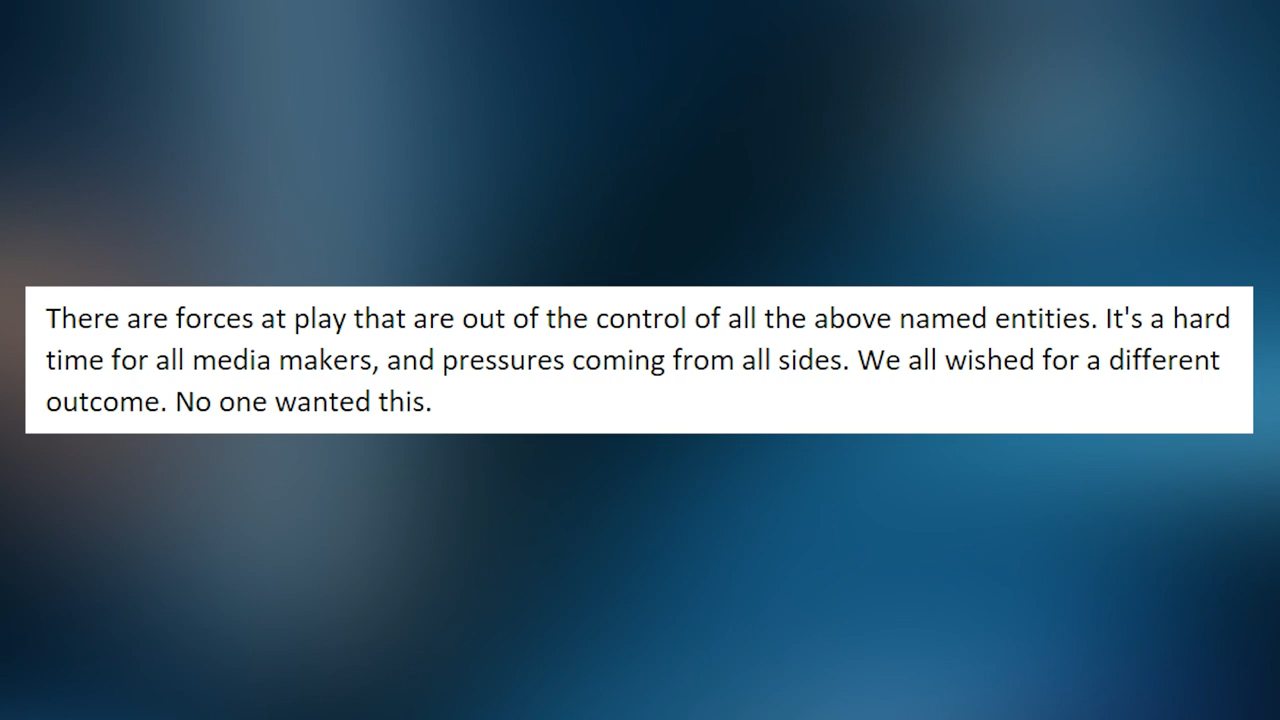 There are forces at play that are out of the control of all the above named entities. It's a hard
time for all media makers, and pressures coming from all sides. We all wished for a different
outcome. No one wanted this.